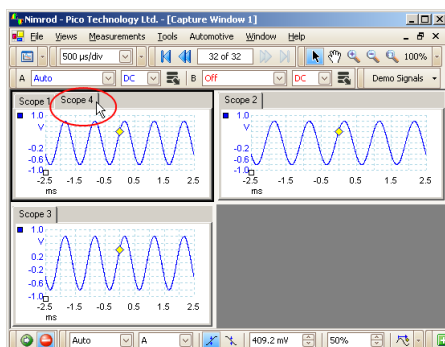 Nimrod - Pico Technology Ltd. - [Capture Window 1]
File Views Measurements Tools Automotive Window Help
500 µs/div 32 of 32 100%
A Auto DC B Off DC Demo Signals
Scope 1 Scope 4
1.0
V
-0.2
-0.6
-1.0
-2.5 -1.5 -0.5 0.5 1.5 2.5
ms
Scope 2
1.0
V
-0.2
-0.6
-1.0
-2.5 -1.5 -0.5 0.5 1.5 2.5
ms
Scope 3
1.0
V
0.2
-0.2
-0.6
-1.0
-2.5 -1.5 -0.5 0.5 1.5 2.5
ms
Auto A 409.2 mV 50%